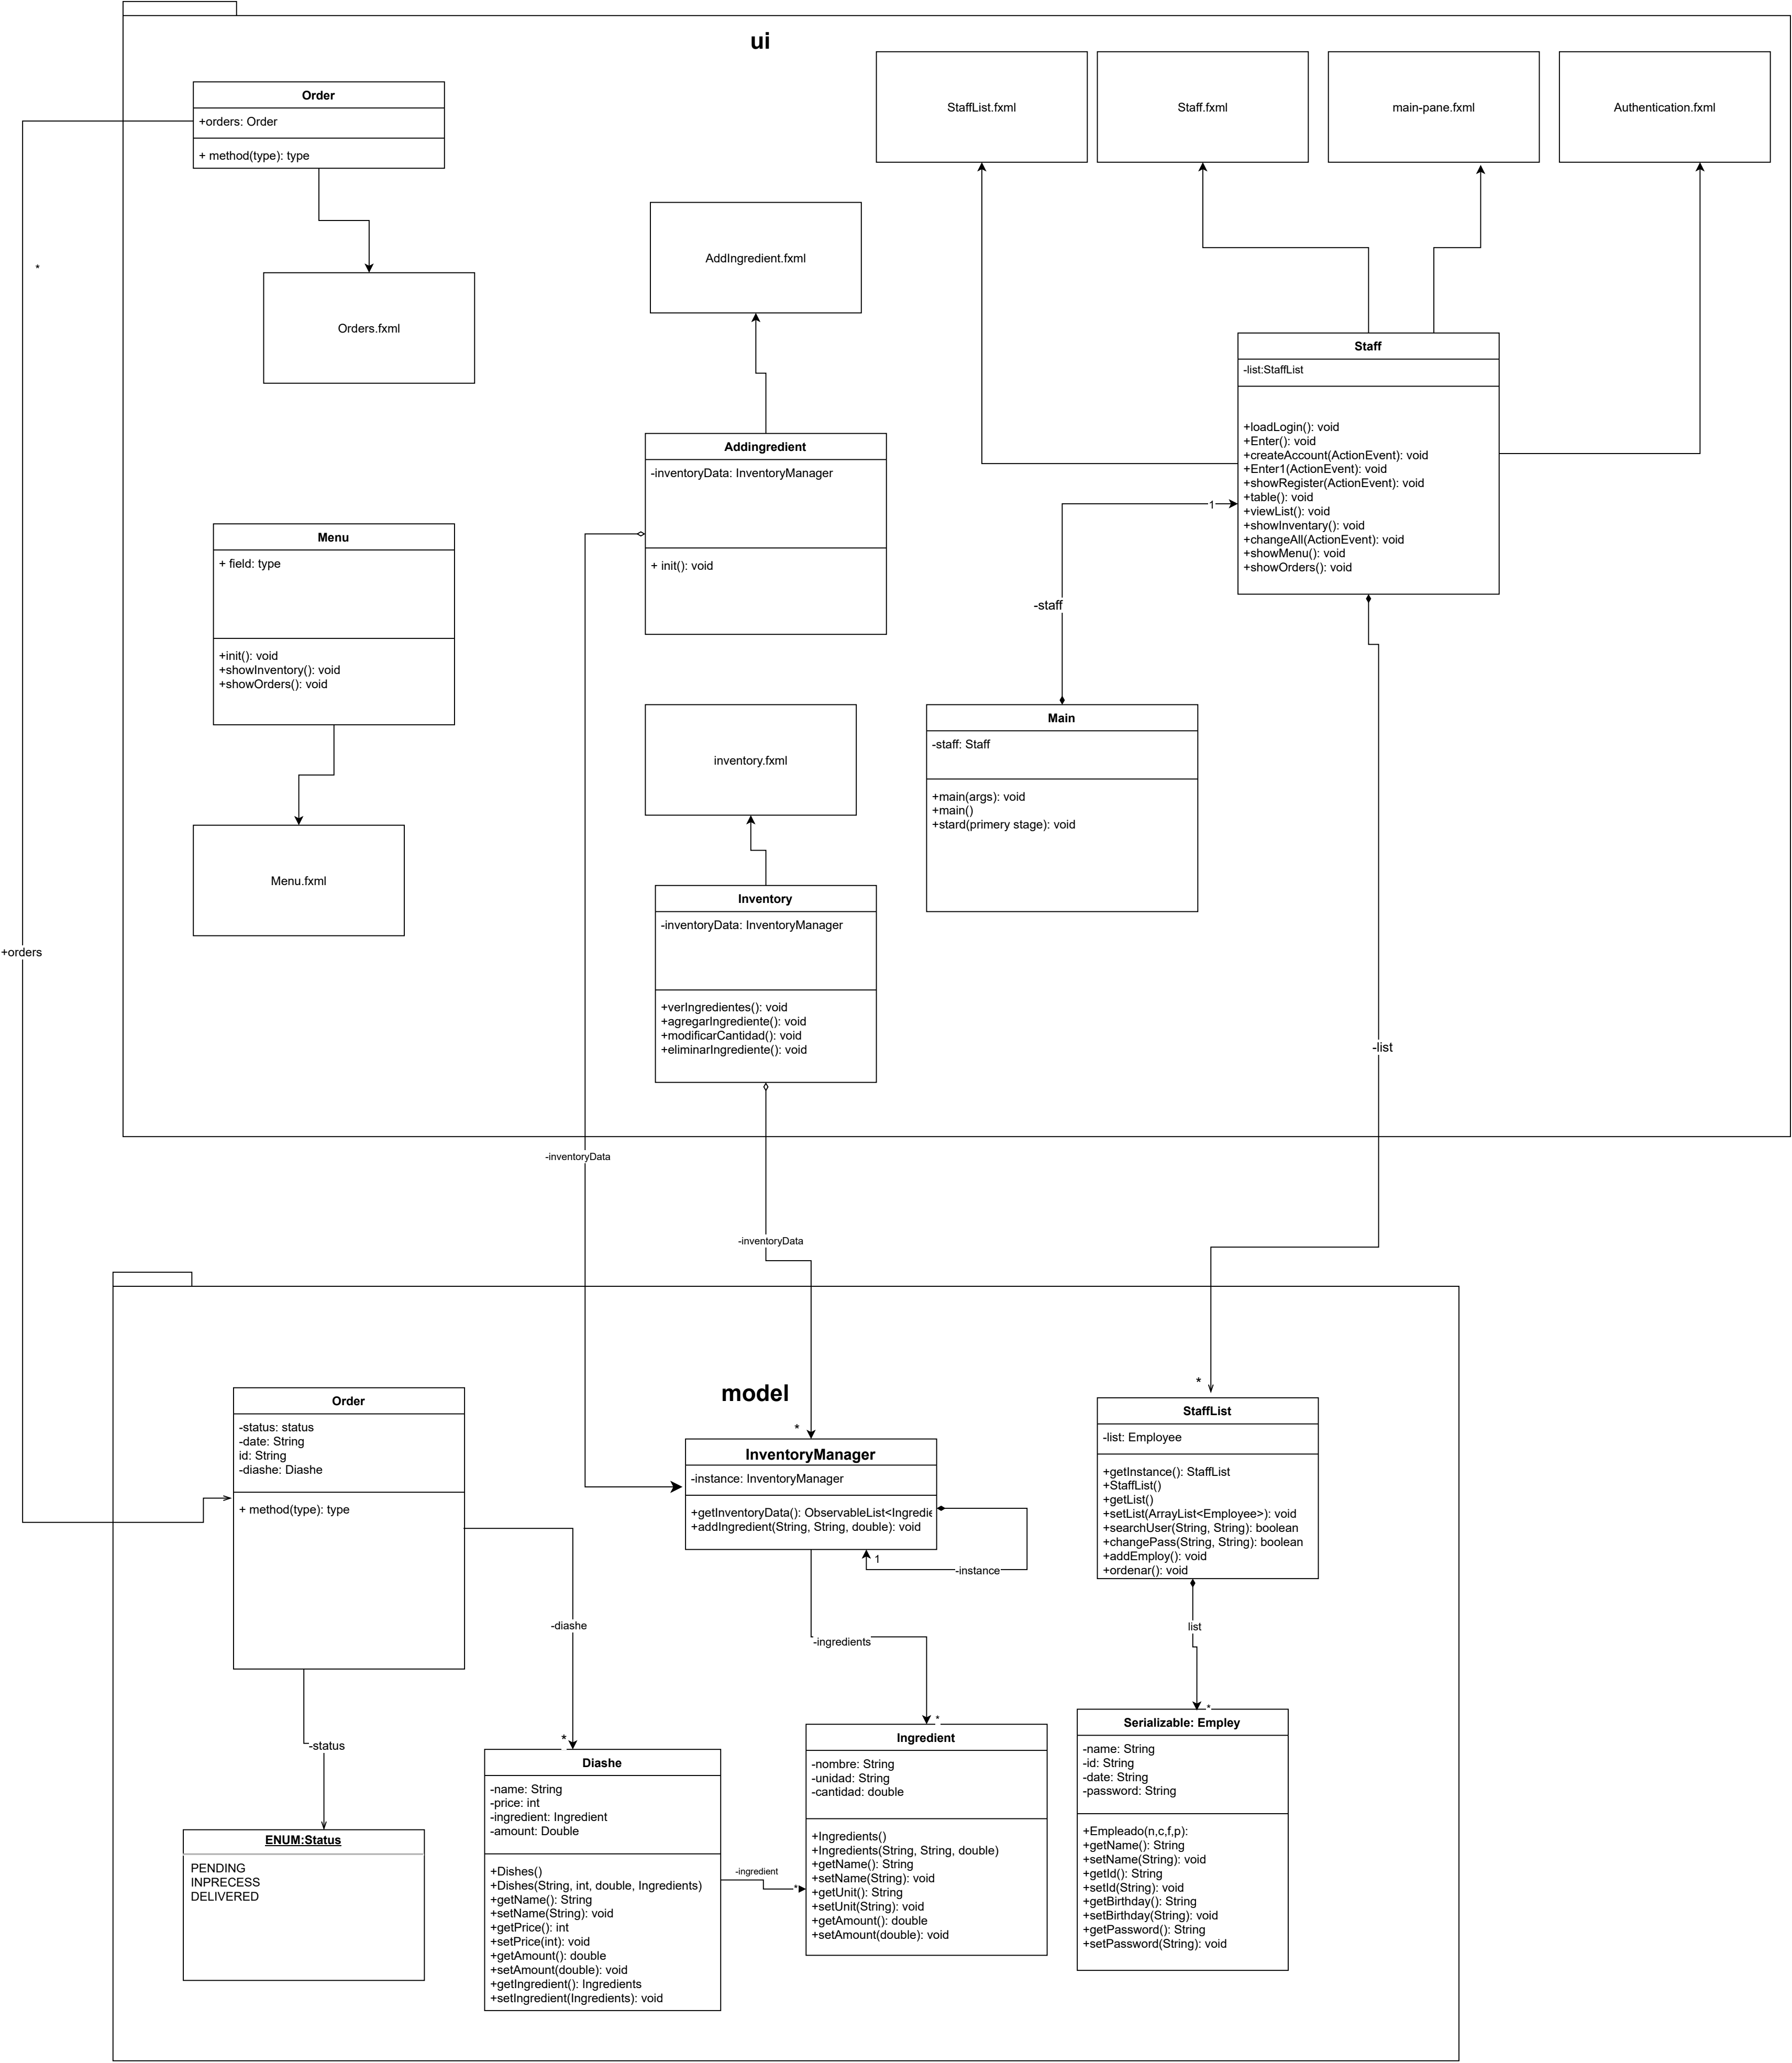 ui
Order
+orders: Order
+ method(type): type
Orders.fxml
StaffList.fxml
Staff.fxml
main-pane.fxml
Authentication.fxml
AddIngredient.fxml
*
Staff
-list:StaffList
+loadLogin(): void
+Enter(): void
+createAccount(ActionEvent): void
+Enter1(ActionEvent): void
+showRegister(ActionEvent): void
+table(): void
+viewList(): void
+showInventary(): void
+changeAll(ActionEvent): void
+showMenu(): void
+showOrders(): void
Addingredient
-inventoryData: InventoryManager
+ init(): void
Menu
+ field: type
+init(): void
+showInventory(): void
+showOrders(): void
Menu.fxml
1
-staff
inventory.fxml
Main
-staff: Staff
+main(args): void
+main()
+stard(primery stage): void
Inventory
-inventoryData: InventoryManager
+verIngredientes(): void
+agregarIngrediente(): void
+modificarCantidad(): void
+eliminarIngrediente(): void
+orders
-list
-inventoryData
-inventoryData
model
Order
-status: status
-date: String
id: String
-diashe: Diashe
+ method(type): type
*
InventoryManager
-instance: InventoryManager
+getInventoryData(): ObservableList<Ingredie
+addIngredient(String, String, double): void
1
-instance
*
StaffList
-list: Employee
+getInstance(): StaffList
+StaffList()
+getList()
+setList(ArrayList<Employee>): void
+searchUser(String, String): boolean
+changePass(String, String): boolean
+addEmploy(): void
+ordenar(): void
-diashe
-ingredients
list
-status
*
*
*
ENUM:Status
PENDING
INPRECESS
DELIVERED
Diashe
-name: String
-price: int
-ingredient: Ingredient
-amount: Double
+Dishes()
+Dishes(String, int, double, Ingredients)
+getName(): String
+setName(String): void
+getPrice(): int
+setPrice(int): void
+getAmount(): double
+setAmount(double): void
+getIngredient(): Ingredients
+setIngredient(Ingredients): void
-ingredient
*
Ingredient
-nombre: String
-unidad: String
-cantidad: double
+Ingredients()
+Ingredients(String, String, double)
+getName(): String
+setName(String): void
+getUnit(): String
+setUnit(String): void
+getAmount(): double
+setAmount(double): void
Serializable: Empley
-name: String
-id: String
-date: String
-password: String
+Empleado(n,c,f,p):
+getName(): String
+setName(String): void
+getId(): String
+setId(String): void
+getBirthday(): String
+setBirthday(String): void
+getPassword(): String
+setPassword(String): void